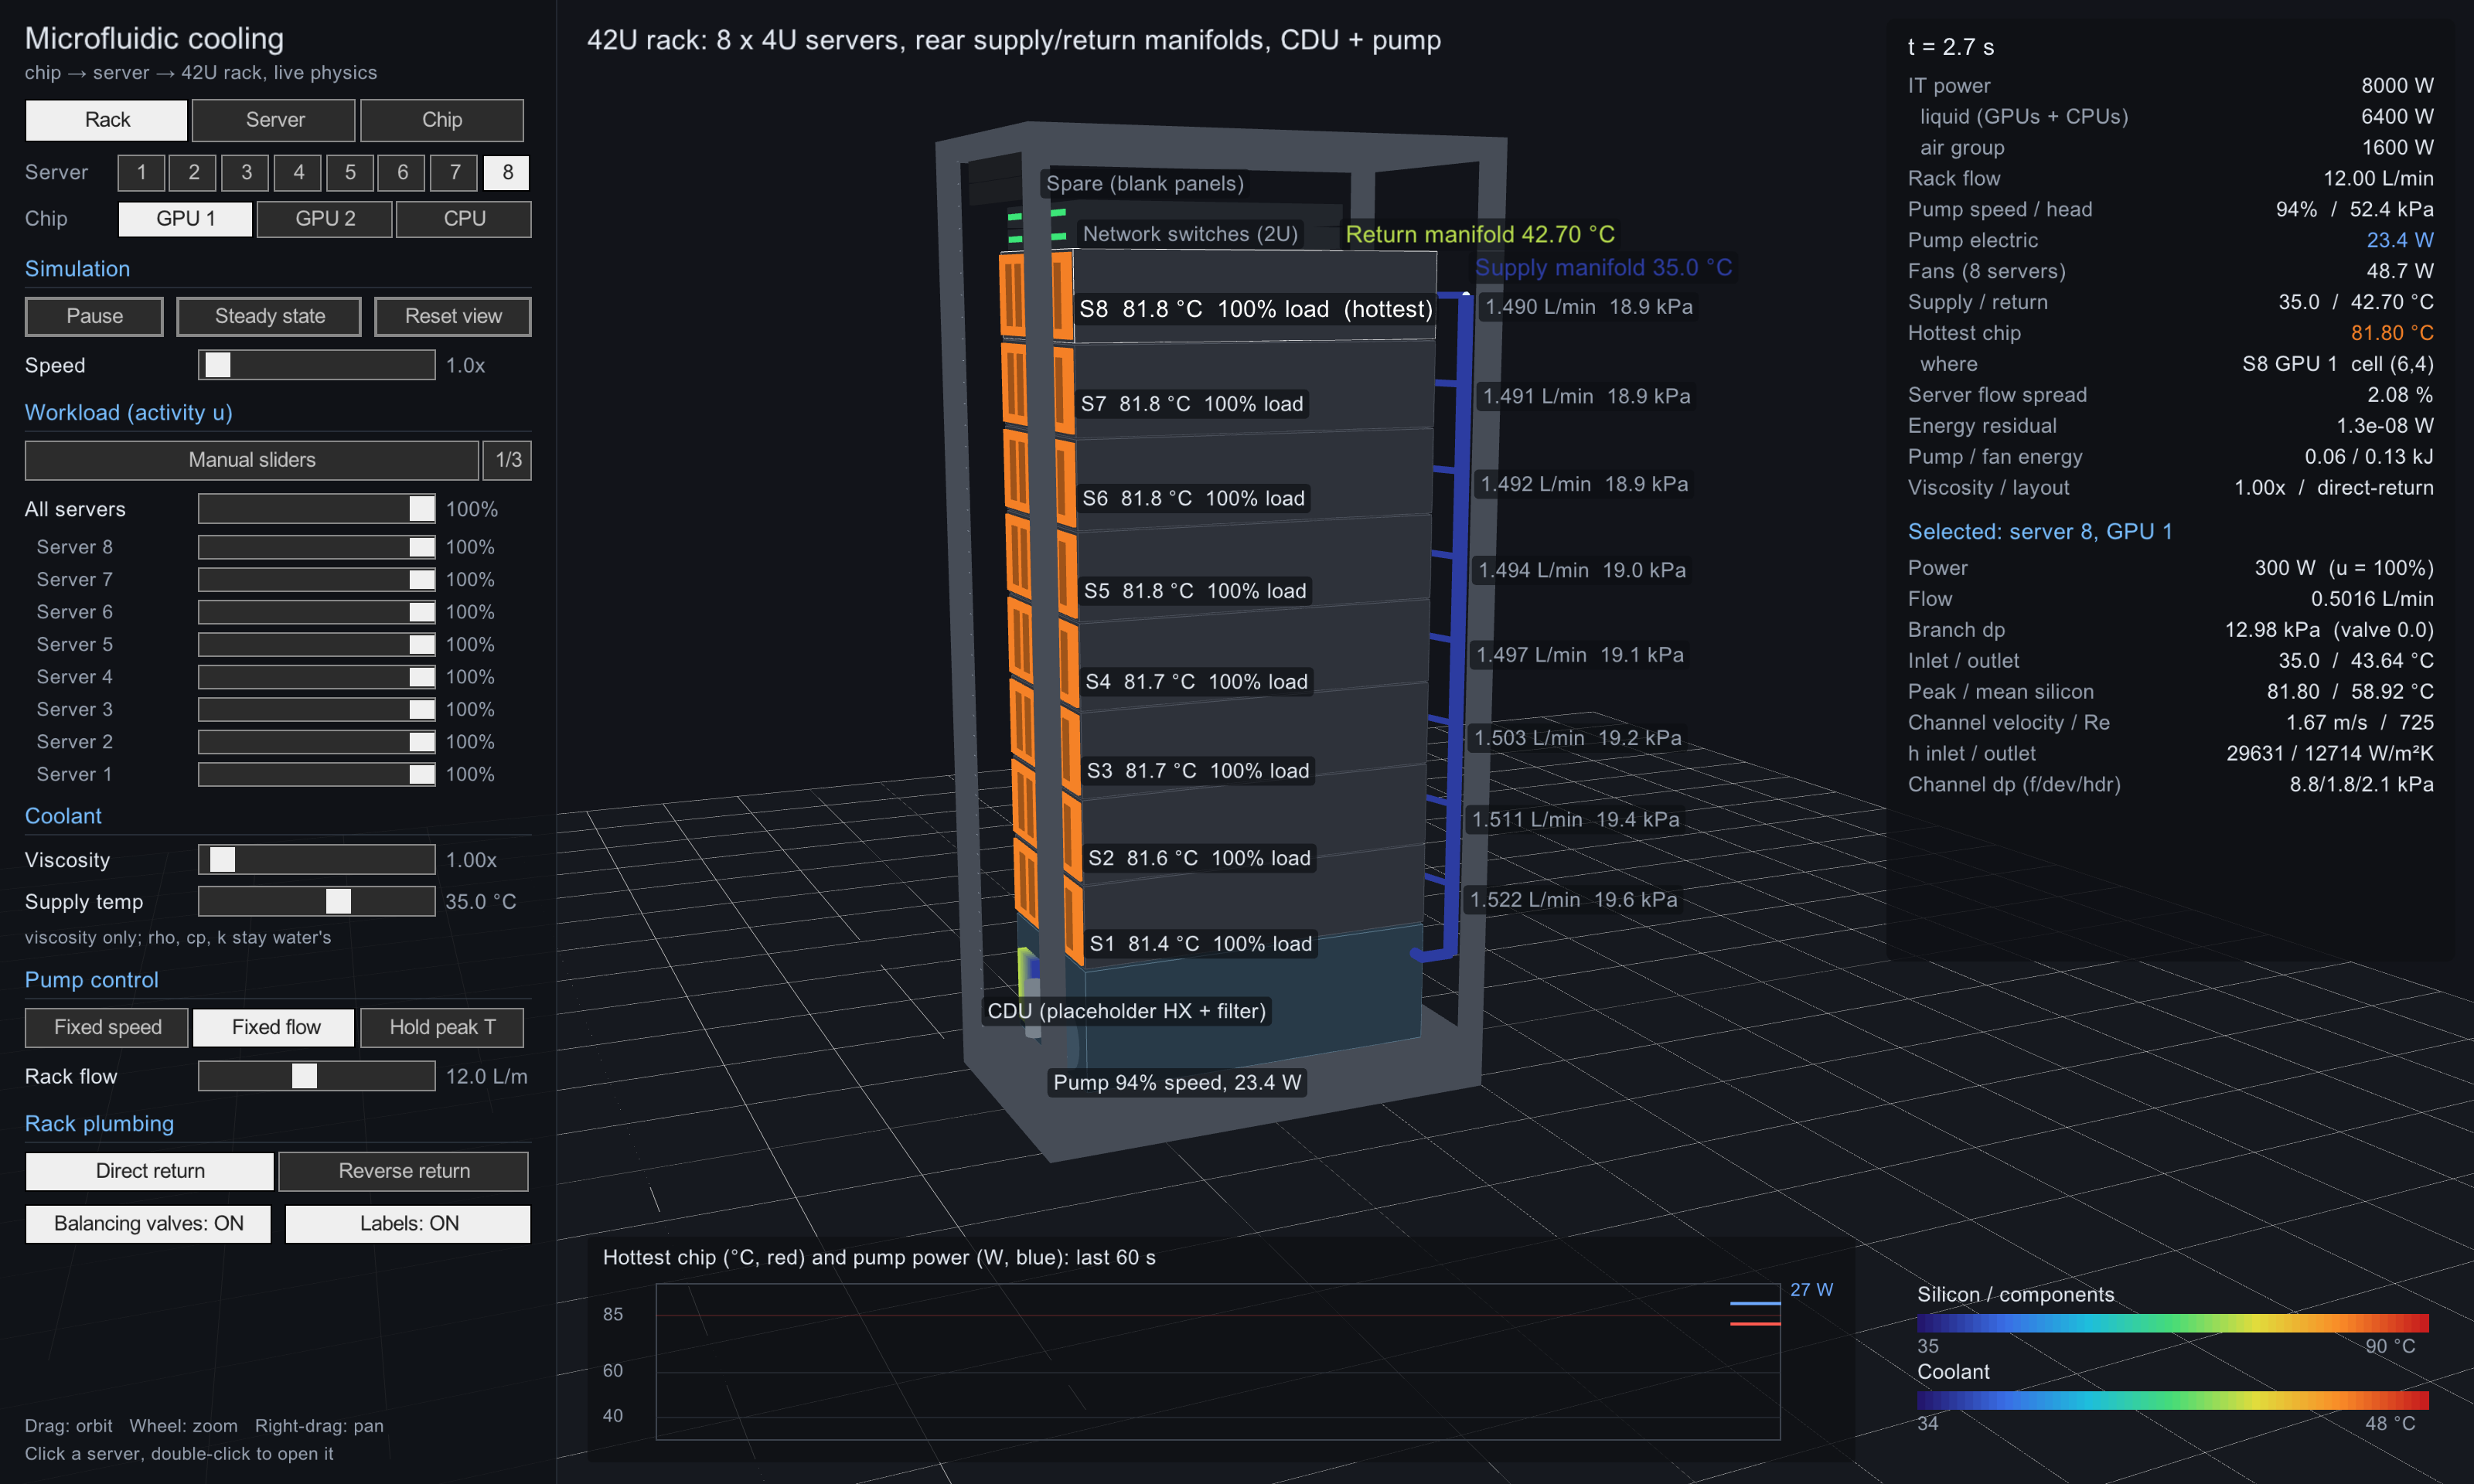 Microfluidic cooling
chip → server → 42U rack, live physics
Rack Server Chip
Server 1 2 3 4 5 6 7 8
Chip GPU 1 GPU 2 CPU
Simulation
Pause Steady state Reset view
Speed 1.0x
Workload (activity u)
Manual sliders 1/3
All servers 100%
Server 8 100%
Server 7 100%
Server 6 100%
Server 5 100%
Server 4 100%
Server 3 100%
Server 2 100%
Server 1 100%
Coolant
Viscosity 1.00x
Supply temp 35.0 °C
viscosity only; rho, cp, k stay water's
Pump control
Fixed speed Fixed flow Hold peak T
Rack flow 12.0 L/m
Rack plumbing
Direct return Reverse return
Balancing valves: ON Labels: ON
Drag: orbit Wheel: zoom Right-drag: pan
Click a server, double-click to open it
42U rack: 8 x 4U servers, rear supply/return manifolds, CDU + pump
Spare (blank panels)
Network switches (2U)
Return manifold 42.70 °C
Supply manifold 35.0 °C
S8 81.8 °C 100% load (hottest)
1.490 L/min 18.9 kPa
S7 81.8 °C 100% load
1.491 L/min 18.9 kPa
S6 81.8 °C 100% load
1.492 L/min 18.9 kPa
S5 81.8 °C 100% load
1.494 L/min 19.0 kPa
S4 81.7 °C 100% load
1.497 L/min 19.1 kPa
S3 81.7 °C 100% load
1.503 L/min 19.2 kPa
S2 81.6 °C 100% load
1.511 L/min 19.4 kPa
S1 81.4 °C 100% load
1.522 L/min 19.6 kPa
CDU (placeholder HX + filter)
Pump 94% speed, 23.4 W
Hottest chip (°C, red) and pump power (W, blue): last 60 s
27 W
85
60
40
t = 2.7 s
IT power 8000 W
liquid (GPUs + CPUs) 6400 W
air group 1600 W
Rack flow 12.00 L/min
Pump speed / head 94% / 52.4 kPa
Pump electric 23.4 W
Fans (8 servers) 48.7 W
Supply / return 35.0 / 42.70 °C
Hottest chip 81.80 °C
where S8 GPU 1 cell (6,4)
Server flow spread 2.08 %
Energy residual 1.3e-08 W
Pump / fan energy 0.06 / 0.13 kJ
Viscosity / layout 1.00x / direct-return
Selected: server 8, GPU 1
Power 300 W (u = 100%)
Flow 0.5016 L/min
Branch dp 12.98 kPa (valve 0.0)
Inlet / outlet 35.0 / 43.64 °C
Peak / mean silicon 81.80 / 58.92 °C
Channel velocity / Re 1.67 m/s / 725
h inlet / outlet 29631 / 12714 W/m²K
Channel dp (f/dev/hdr) 8.8/1.8/2.1 kPa
Silicon / components
35 90 °C
Coolant
34 48 °C